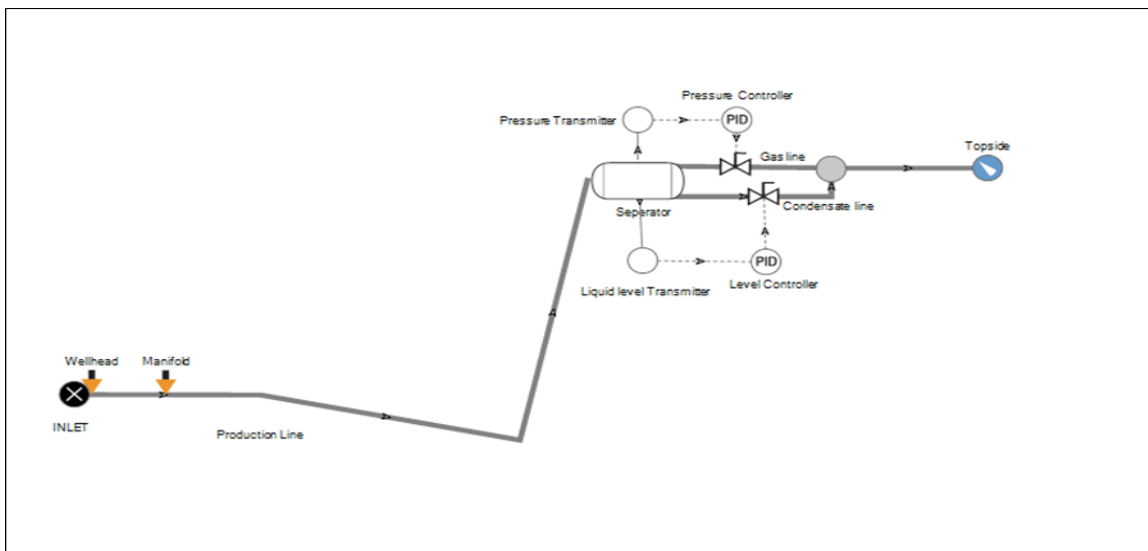 Pressure Controller
Pressure Transmitter
PID
Gas line
Topside
Seperator
Condensate line
PID
Liquid level Transmitter
Level Controller
Wellhead
Manifold
INLET
Production Line